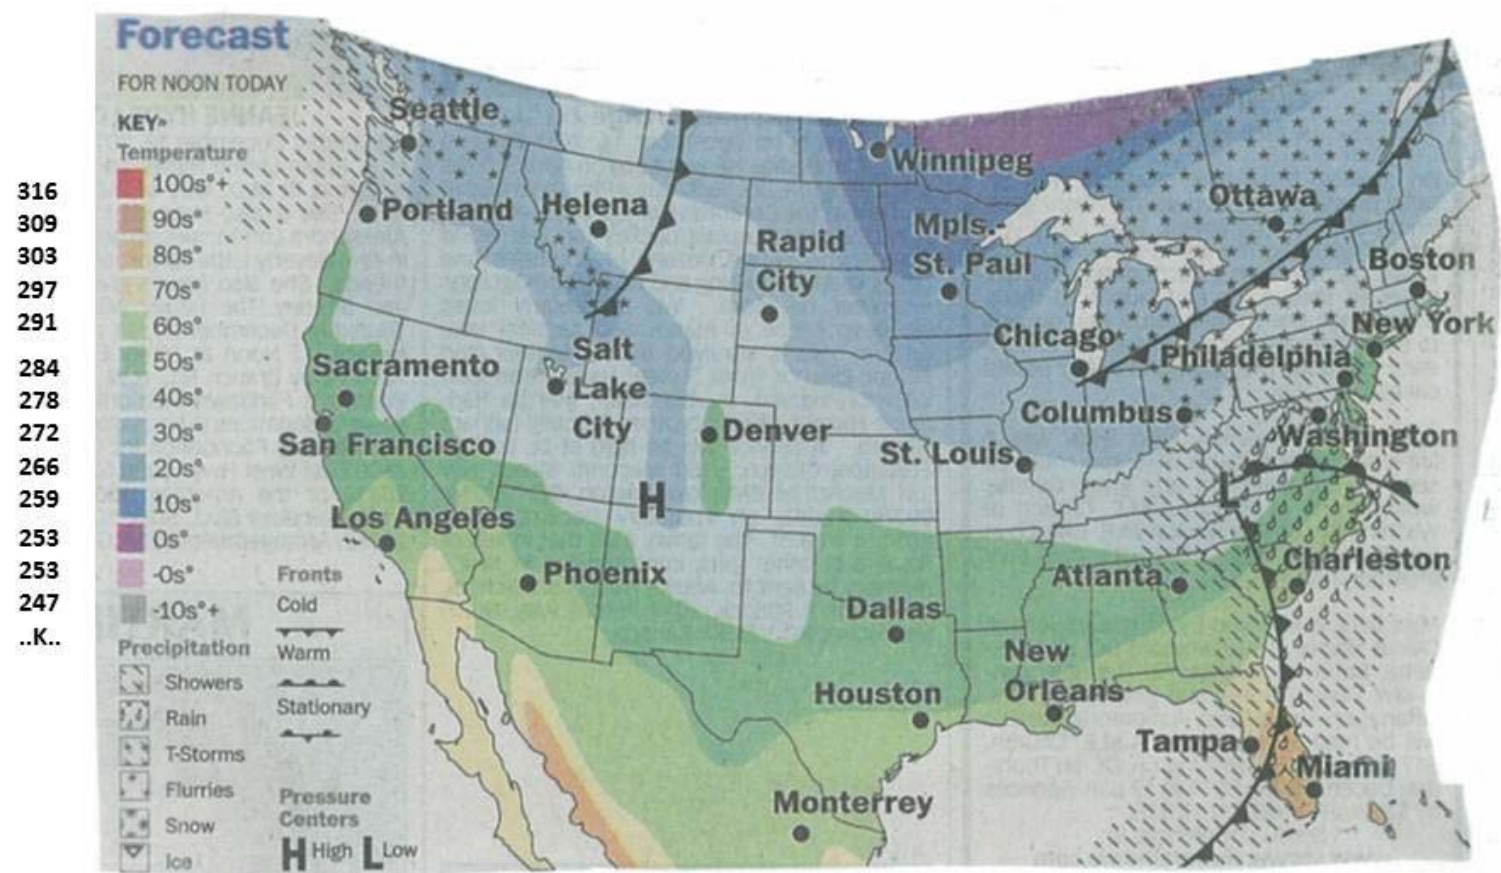 Forecast
FOR NOON TODAY
KEY»
Temperature
316 100s°+
309 90s°
303 80s°
297 70s°
291 60s°
284 50s°
278 40s°
272 30s°
266 20s°
259 10s°
253 0s°
253 -0s°
247 -10s°+
..K..
Precipitation
Showers
Rain
T-Storms
Flurries
Snow
Ice
Fronts
Cold
Warm
Stationary
Pressure
Centers
H High L Low
Seattle
Portland
Helena
Winnipeg
Ottawa
Mpls.-
St. Paul
Rapid
City
Boston
New York
Chicago
Philadelphia
Salt
Lake
City
Sacramento
San Francisco
Denver
Columbus
Washington
St. Louis
H
L
Los Angeles
Phoenix
Atlanta
Charleston
Dallas
New
Orleans
Houston
Tampa
Miami
Monterrey